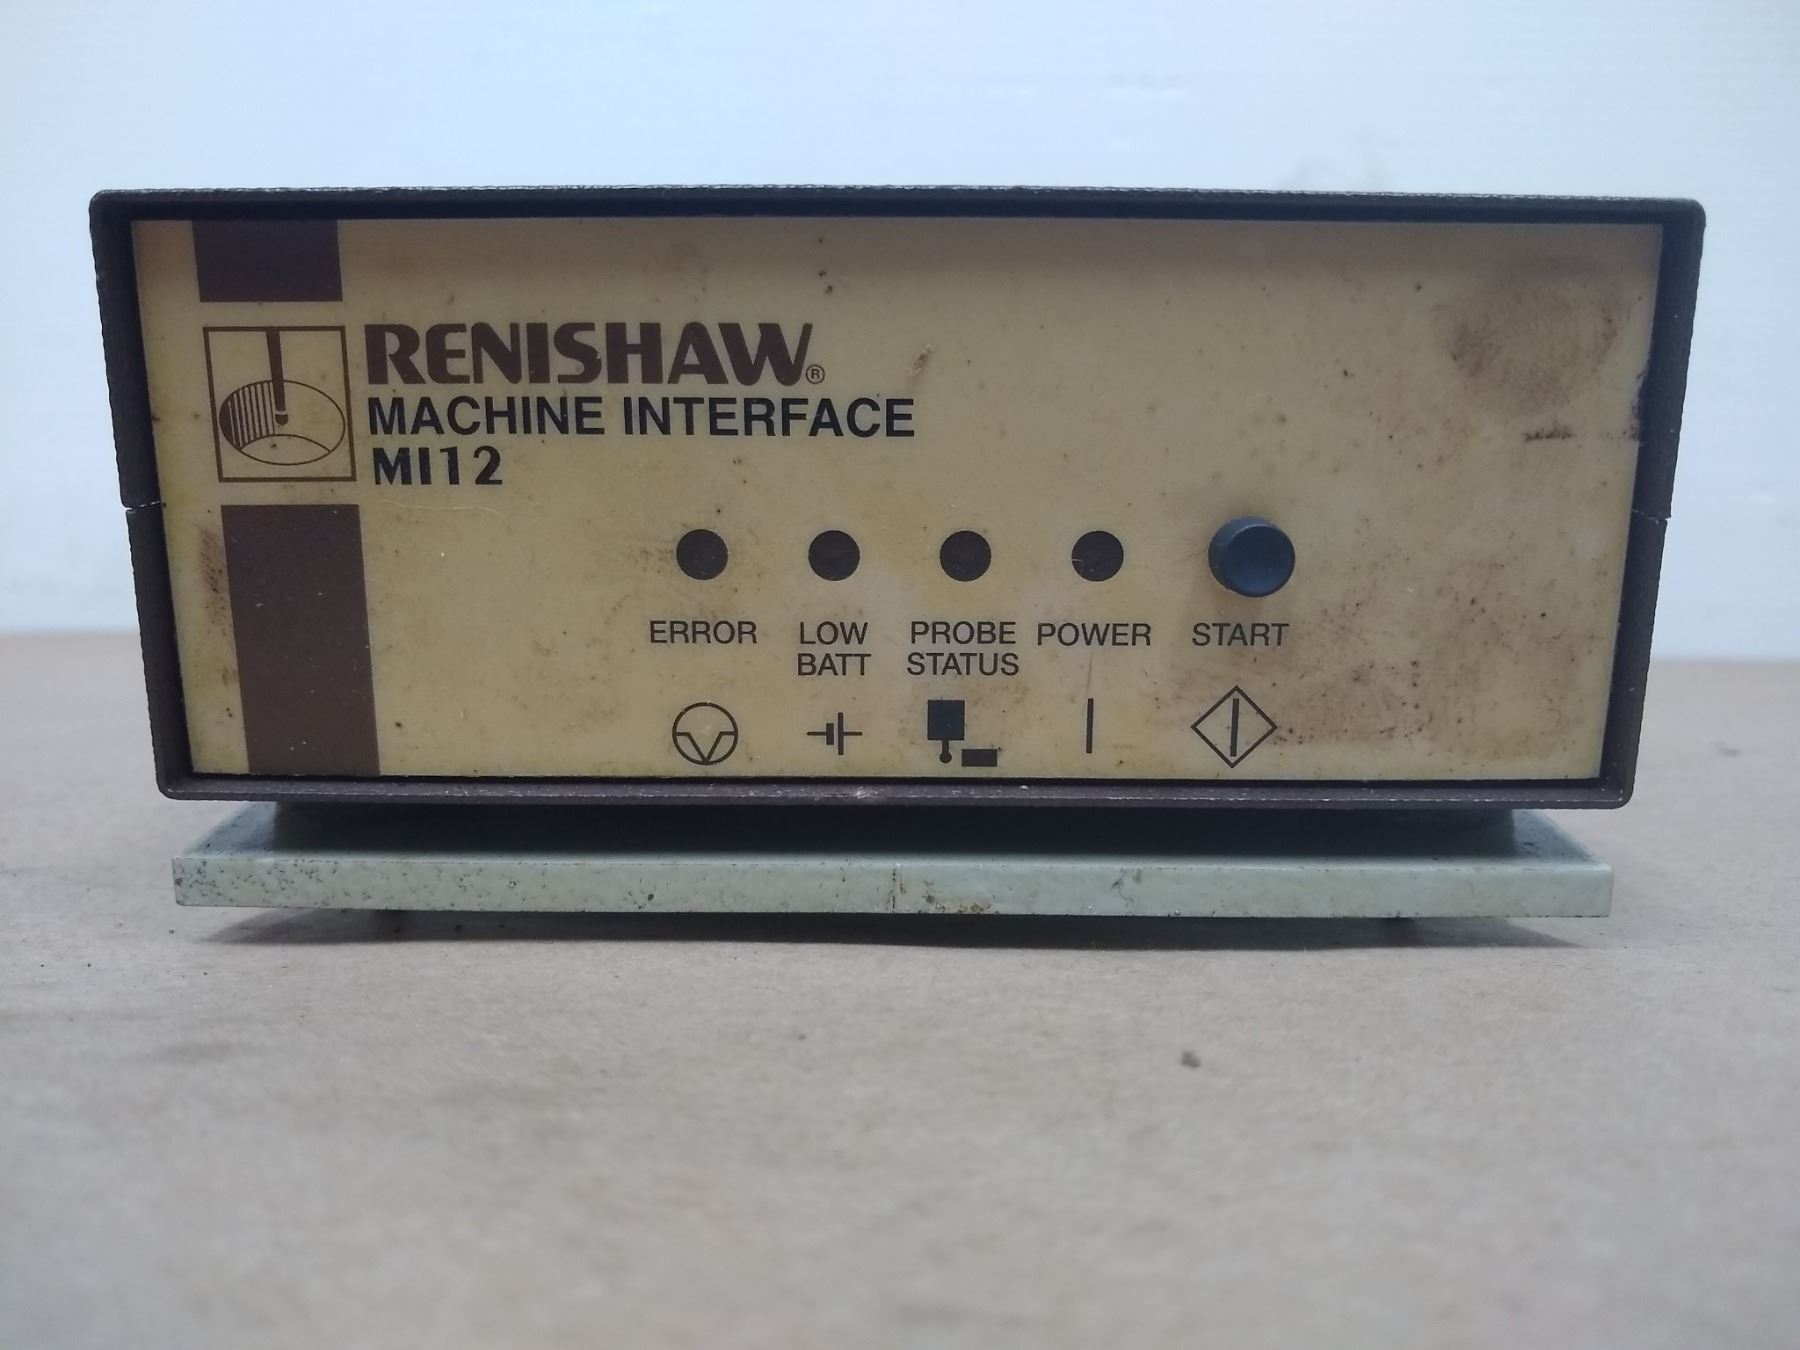 RENISHAW®
MACHINE INTERFACE
MI12
ERROR
LOW BATT
PROBE STATUS
POWER
START